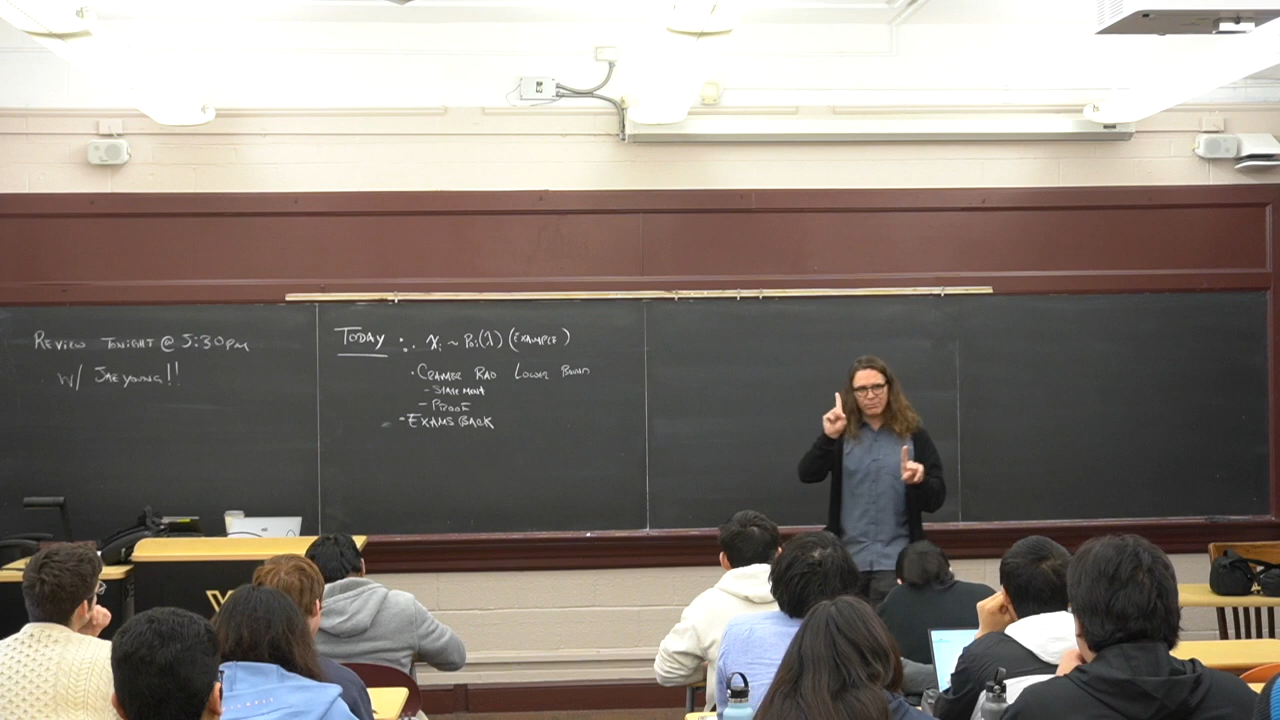 REVIEW TONIGHT @ 5:30PM
W/ JAEYOUNG!!
TODAY : . Xi ~ Poi(λ) (EXAMPLE)
· CRAMER RAO LOWER BOUND
- STATEMENT
- PROOF
- EXAMS BACK